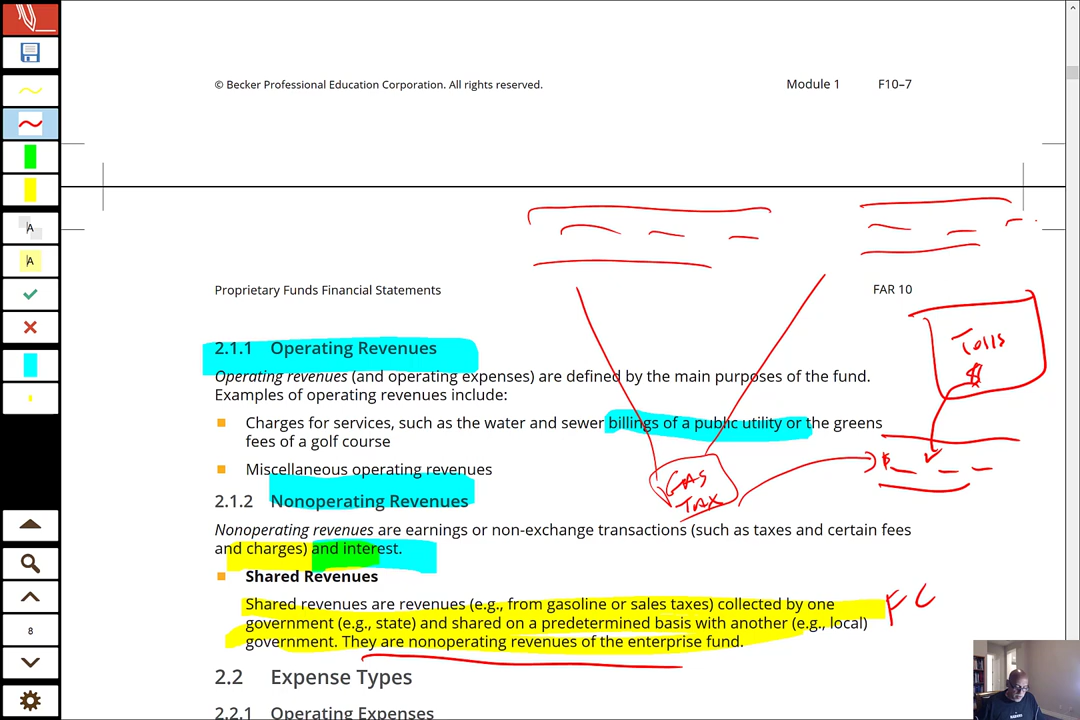 © Becker Professional Education Corporation. All rights reserved. Module 1 F10–7
Proprietary Funds Financial Statements FAR 10
Tolls
$
2.1.1 Operating Revenues
Operating revenues (and operating expenses) are defined by the main purposes of the fund.
Examples of operating revenues include:
Charges for services, such as the water and sewer billings of a public utility or the greens
fees of a golf course
Miscellaneous operating revenues
GAS
TAX
$
2.1.2 Nonoperating Revenues
Nonoperating revenues are earnings or non-exchange transactions (such as taxes and certain fees
and charges) and interest.
Shared Revenues
Shared revenues are revenues (e.g., from gasoline or sales taxes) collected by one
government (e.g., state) and shared on a predetermined basis with another (e.g., local)
government. They are nonoperating revenues of the enterprise fund.
2.2 Expense Types
2.2.1 Operating Expenses
A
A
8